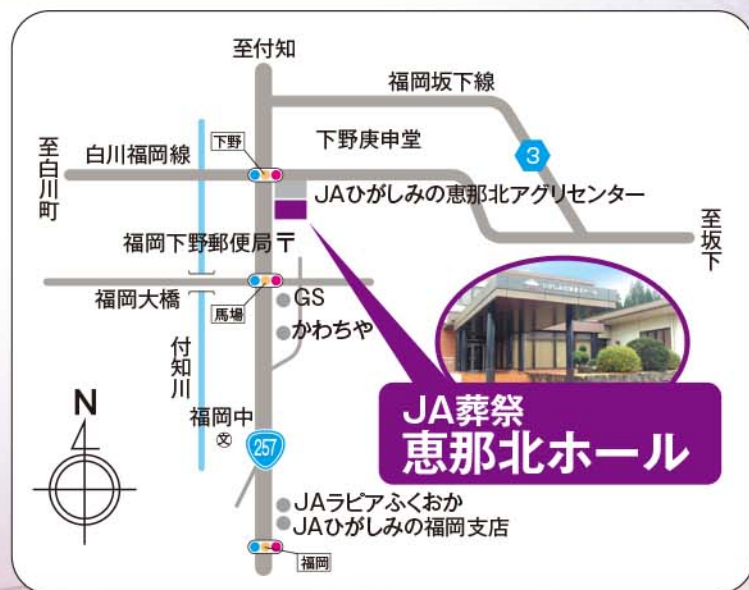 至付知
福岡坂下線
下野
下野庚申堂
3
至白川町
白川福岡線
JAひがしみの恵那北アグリセンター
至坂下
福岡下野郵便局〒
福岡大橋
馬場
GS
かわちや
付知川
N
福岡中
文
257
JA葬祭
恵那北ホール
JAラピアふくおか
JAひがしみの福岡支店
福岡